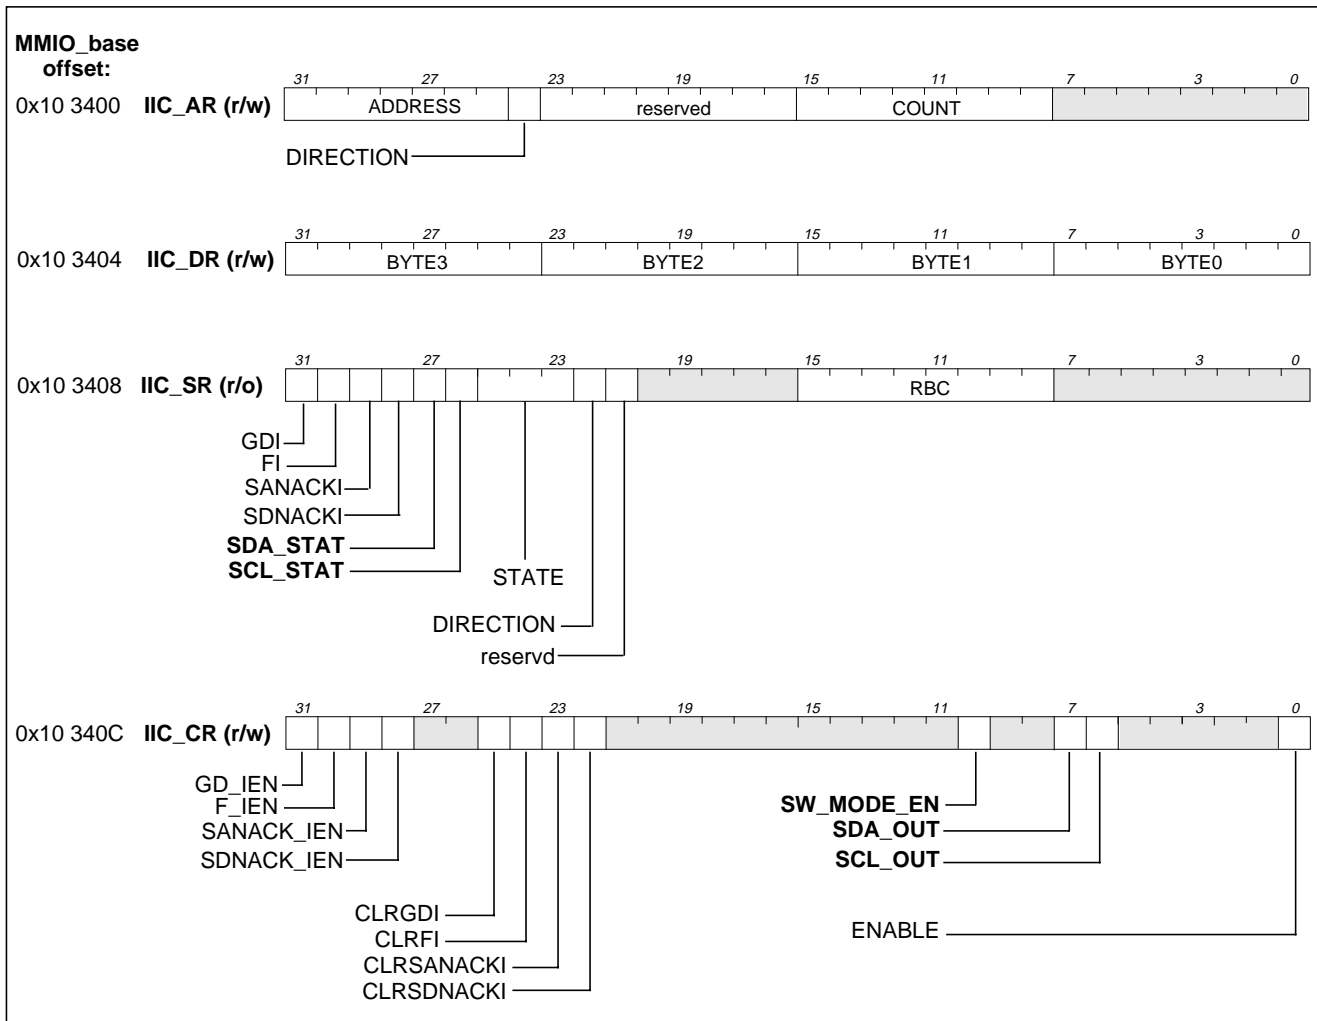 MMIO_base
offset:
31 27 23 19 15 11 7 3 0
0x10 3400 IIC_AR (r/w) ADDRESS reserved COUNT
DIRECTION
31 27 23 19 15 11 7 3 0
0x10 3404 IIC_DR (r/w) BYTE3 BYTE2 BYTE1 BYTE0
31 27 23 19 15 11 7 3 0
0x10 3408 IIC_SR (r/o) RBC
GDI
FI
SANACKI
SDNACKI
SDA_STAT
SCL_STAT
STATE
DIRECTION
reservd
31 27 23 19 15 11 7 3 0
0x10 340C IIC_CR (r/w)
GD_IEN
F_IEN
SANACK_IEN
SDNACK_IEN
CLRGDI
CLRFI
CLRSANACKI
CLRSDNACKI
SW_MODE_EN
SDA_OUT
SCL_OUT
ENABLE